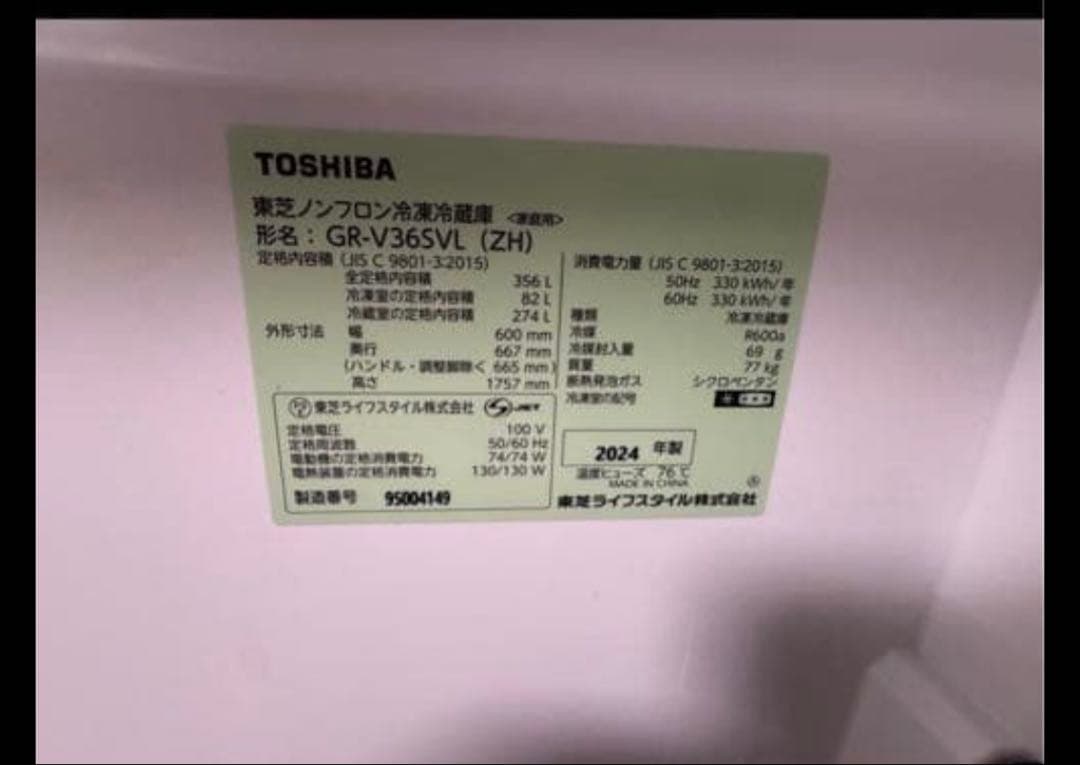 TOSHIBA
東芝ノンフロン冷凍冷蔵庫 <家庭用>
形名：GR-V36SVL (ZH)
定格内容積 (JIS C 9801-3:2015)
全定格内容積 356 L
冷凍室の定格内容積 82 L
冷蔵室の定格内容積 274 L
外形寸法 幅 600 mm
奥行 667 mm
(ハンドル・調整脚除く 665 mm)
高さ 1757 mm
東芝ライフスタイル株式会社
定格電圧 100 V
定格周波数 50/60 Hz
電動機の定格消費電力 74/74 W
電熱装置の定格消費電力 130/130 W
製造番号 95004149
消費電力量 (JIS C 9801-3:2015)
50Hz 330 kWh/年
60Hz 330 kWh/年
種類 冷凍冷蔵庫
冷媒 R600a
冷媒封入量 69 g
質量 77 kg
断熱発泡ガス シクロペンタン
冷凍室の記号
2024 年製
温度ヒューズ 76℃
MADE IN CHINA
東芝ライフスタイル株式会社